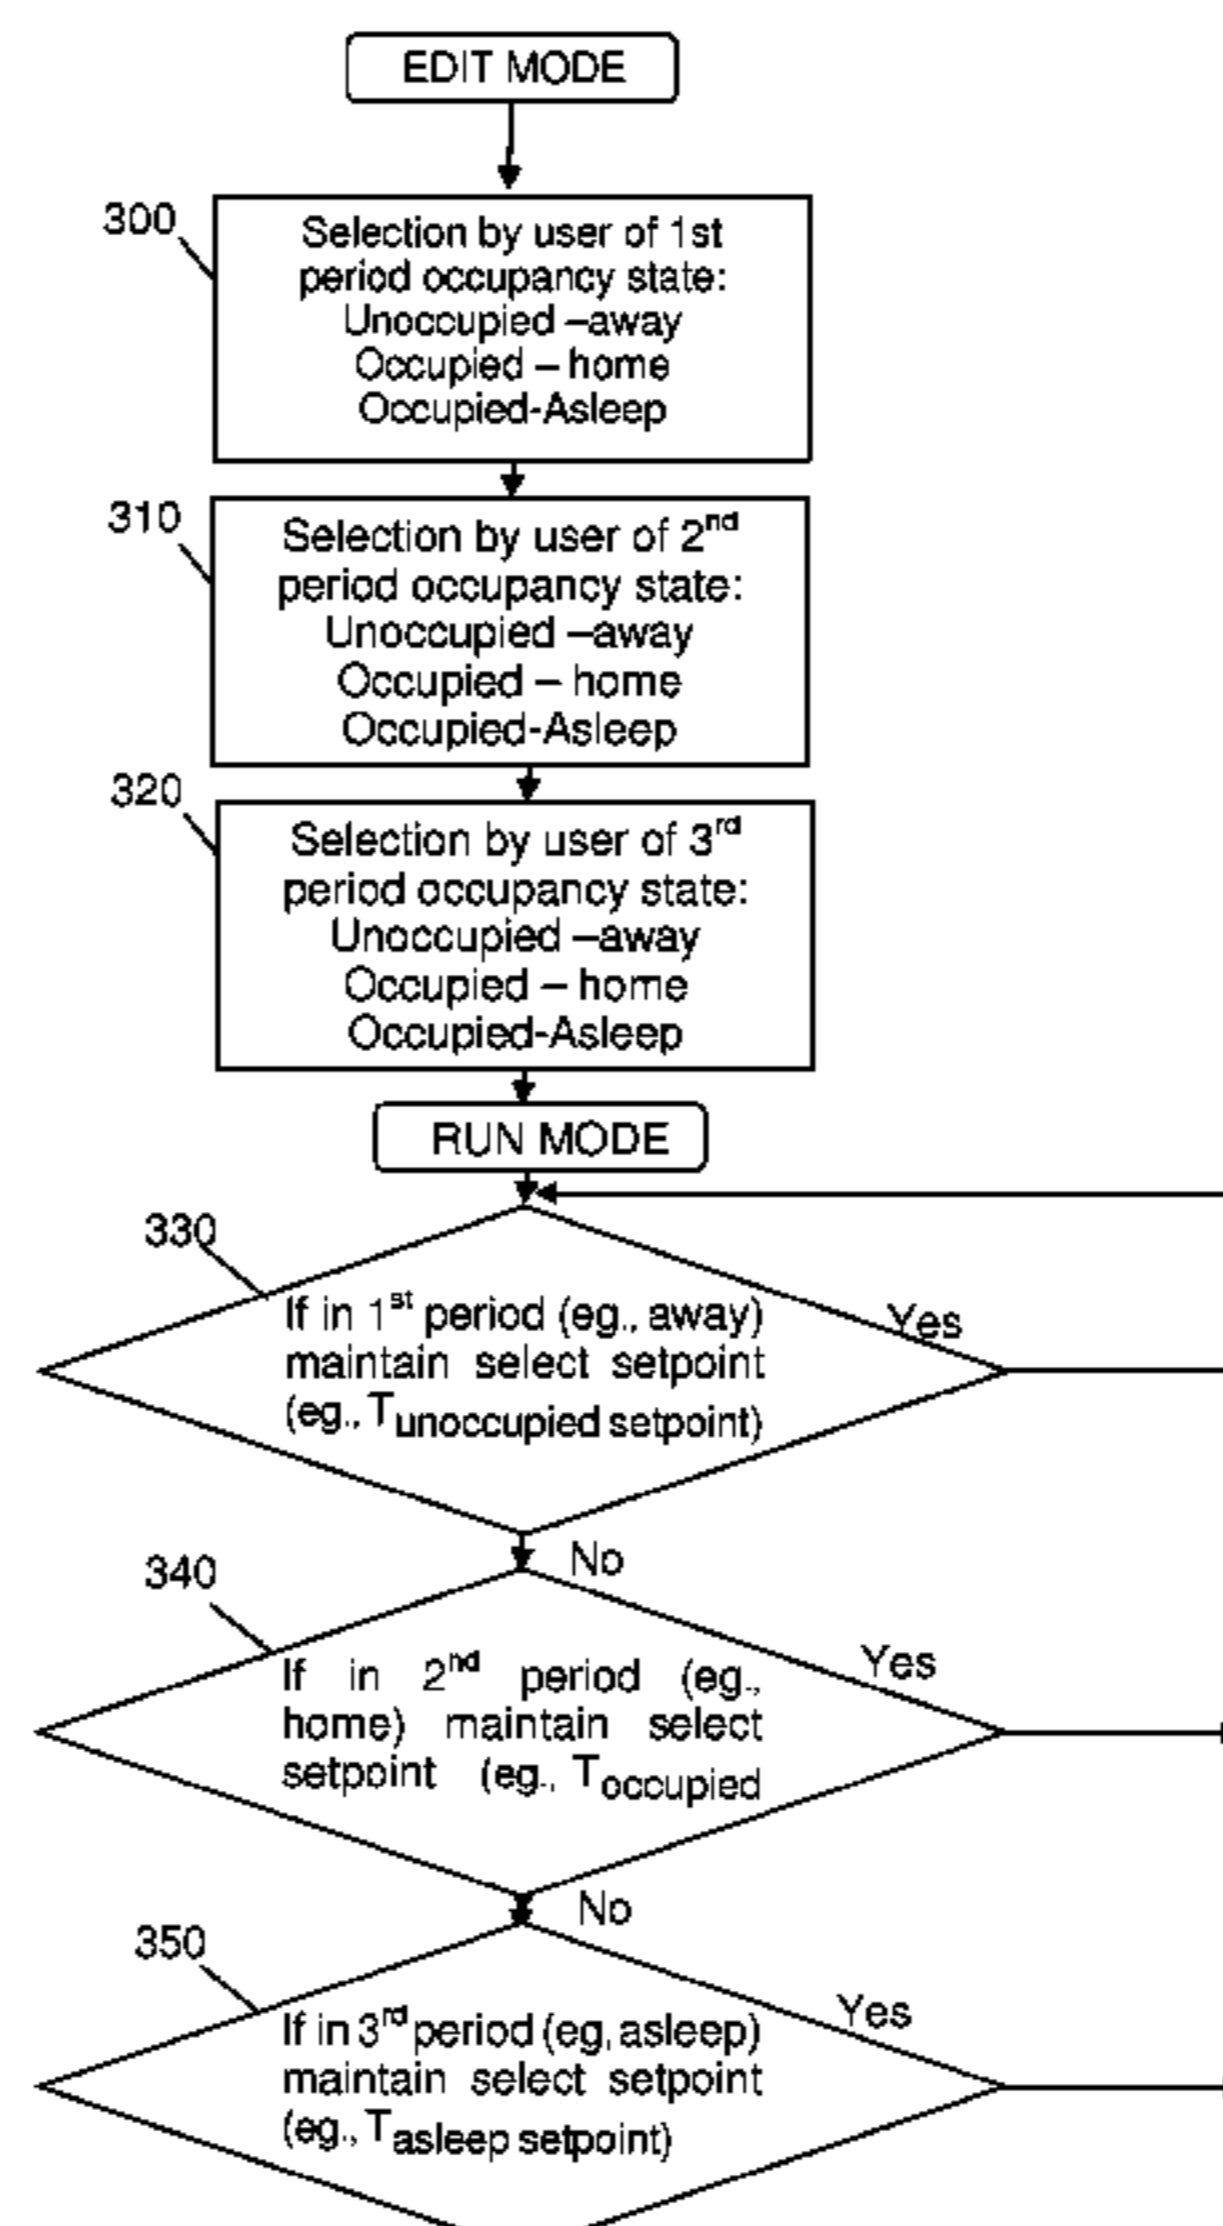 EDIT MODE
300
Selection by user of 1st
period occupancy state:
Unoccupied –away
Occupied – home
Occupied-Asleep
310
Selection by user of 2nd
period occupancy state:
Unoccupied –away
Occupied – home
Occupied-Asleep
320
Selection by user of 3rd
period occupancy state:
Unoccupied –away
Occupied – home
Occupied-Asleep
RUN MODE
330
If in 1st period (eg., away)
maintain select setpoint
(eg., Tunoccupied setpoint)
Yes
No
340
If in 2nd period (eg.,
home) maintain select
setpoint (eg., Toccupied
Yes
No
350
If in 3rd period (eg, asleep)
maintain select setpoint
(eg., Tasleep setpoint)
Yes